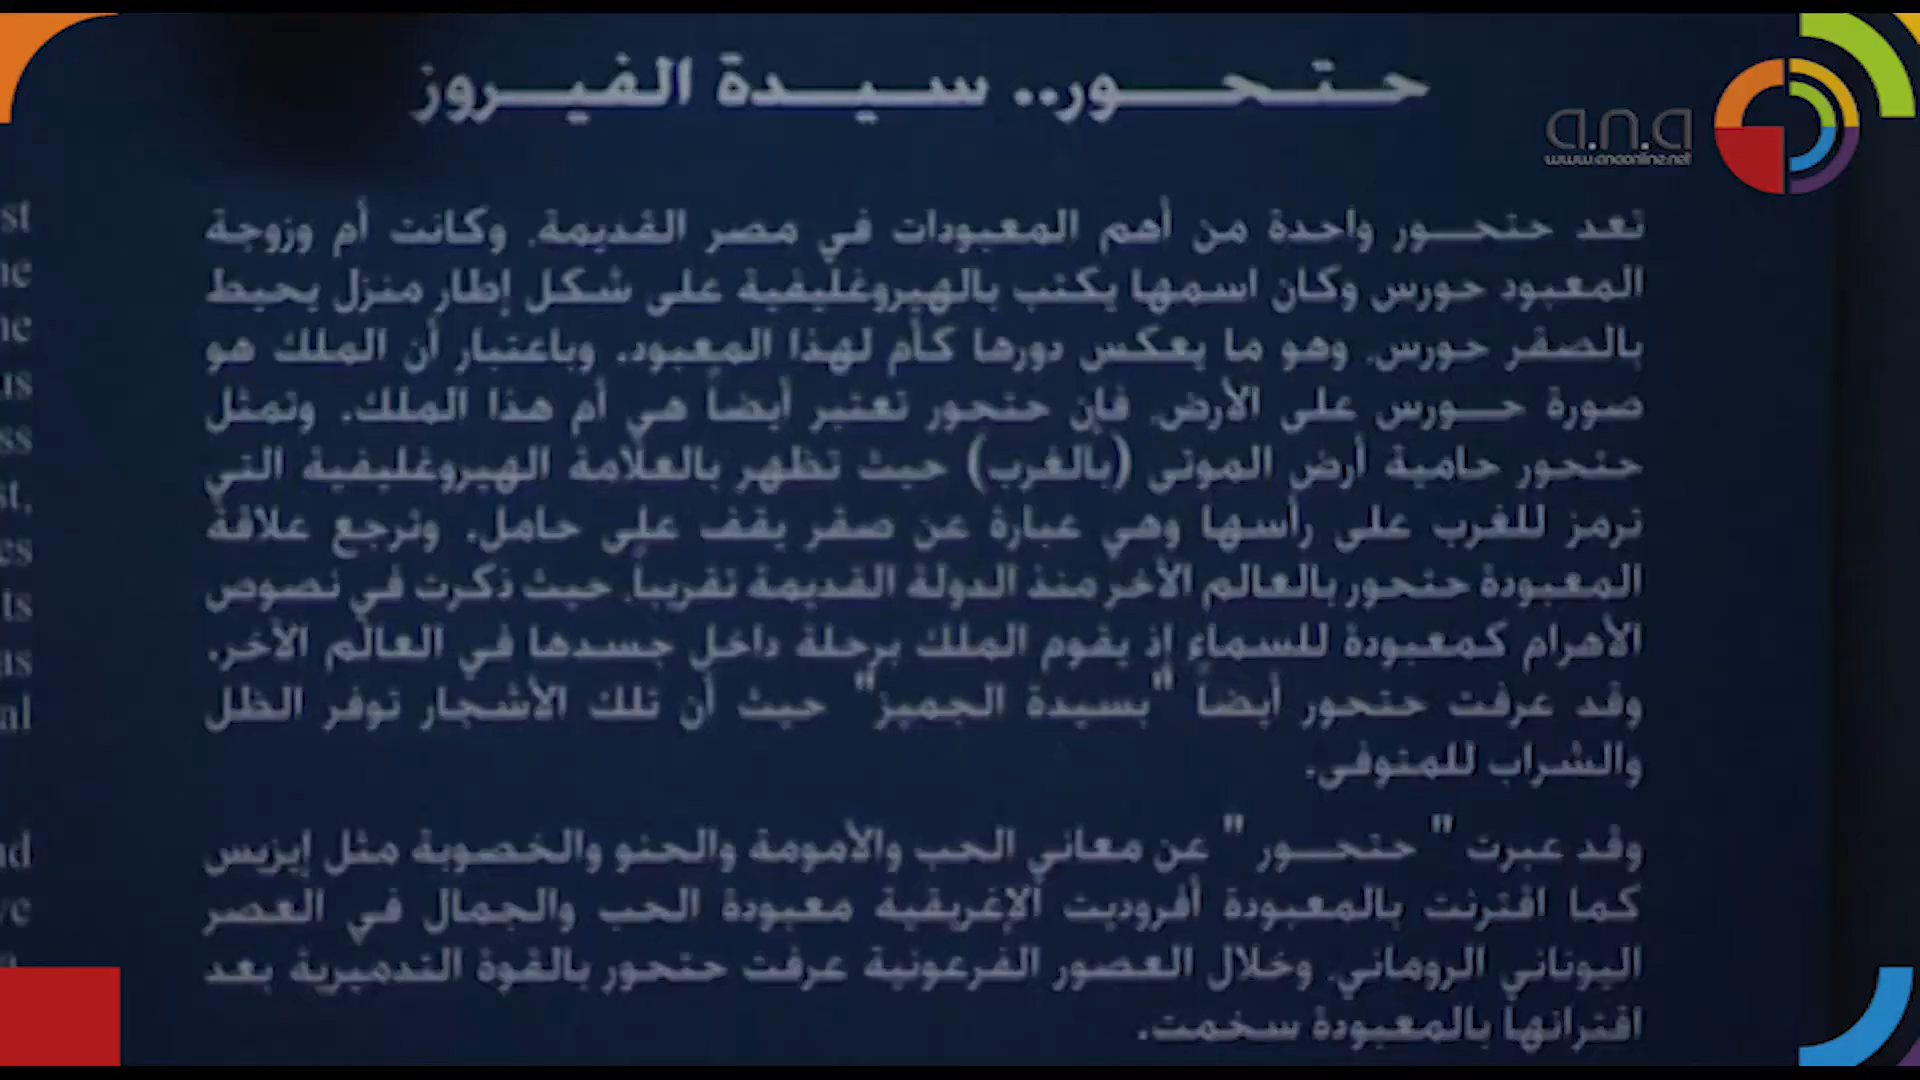 حتحور.. سيدة الفيروز
a.n.a
www.anaonline.net
تعد حتحور واحدة من أهم المعبودات في مصر القديمة. وكانت أم وزوجة
المعبود حورس وكان اسمها يكتب بالهيروغليفية على شكل إطار منزل يحيط
بالصقر حورس. وهو ما يعكس دورها كأم لهذا المعبود. وباعتبار أن الملك هو
صورة حورس على الأرض. فإن حتحور تعتبر أيضاً هي أم هذا الملك. وتمثل
حتحور حامية أرض الموتى (بالغرب) حيث تظهر بالعلامة الهيروغليفية التي
ترمز للغرب على رأسها وهي عبارة عن صقر يقف على حامل. وترجع علاقة
المعبودة حتحور بالعالم الآخر منذ الدولة القديمة تقريباً. حيث ذكرت في نصوص
الأهرام كمعبودة للسماء إذ يقوم الملك برحلة داخل جسدها في العالم الآخر.
وقد عرفت حتحور أيضاً "بسيدة الجميز" حيث أن تلك الأشجار توفر الظل
والشراب للمتوفى.
وقد عبرت " حتحور " عن معاني الحب والأمومة والحنو والخصوبة مثل إيزيس
كما اقترنت بالمعبودة أفروديت الإغريقية معبودة الحب والجمال في العصر
اليوناني الروماني. وخلال العصور الفرعونية عرفت حتحور بالقوة التدميرية بعد
اقترانها بالمعبودة سخمت.